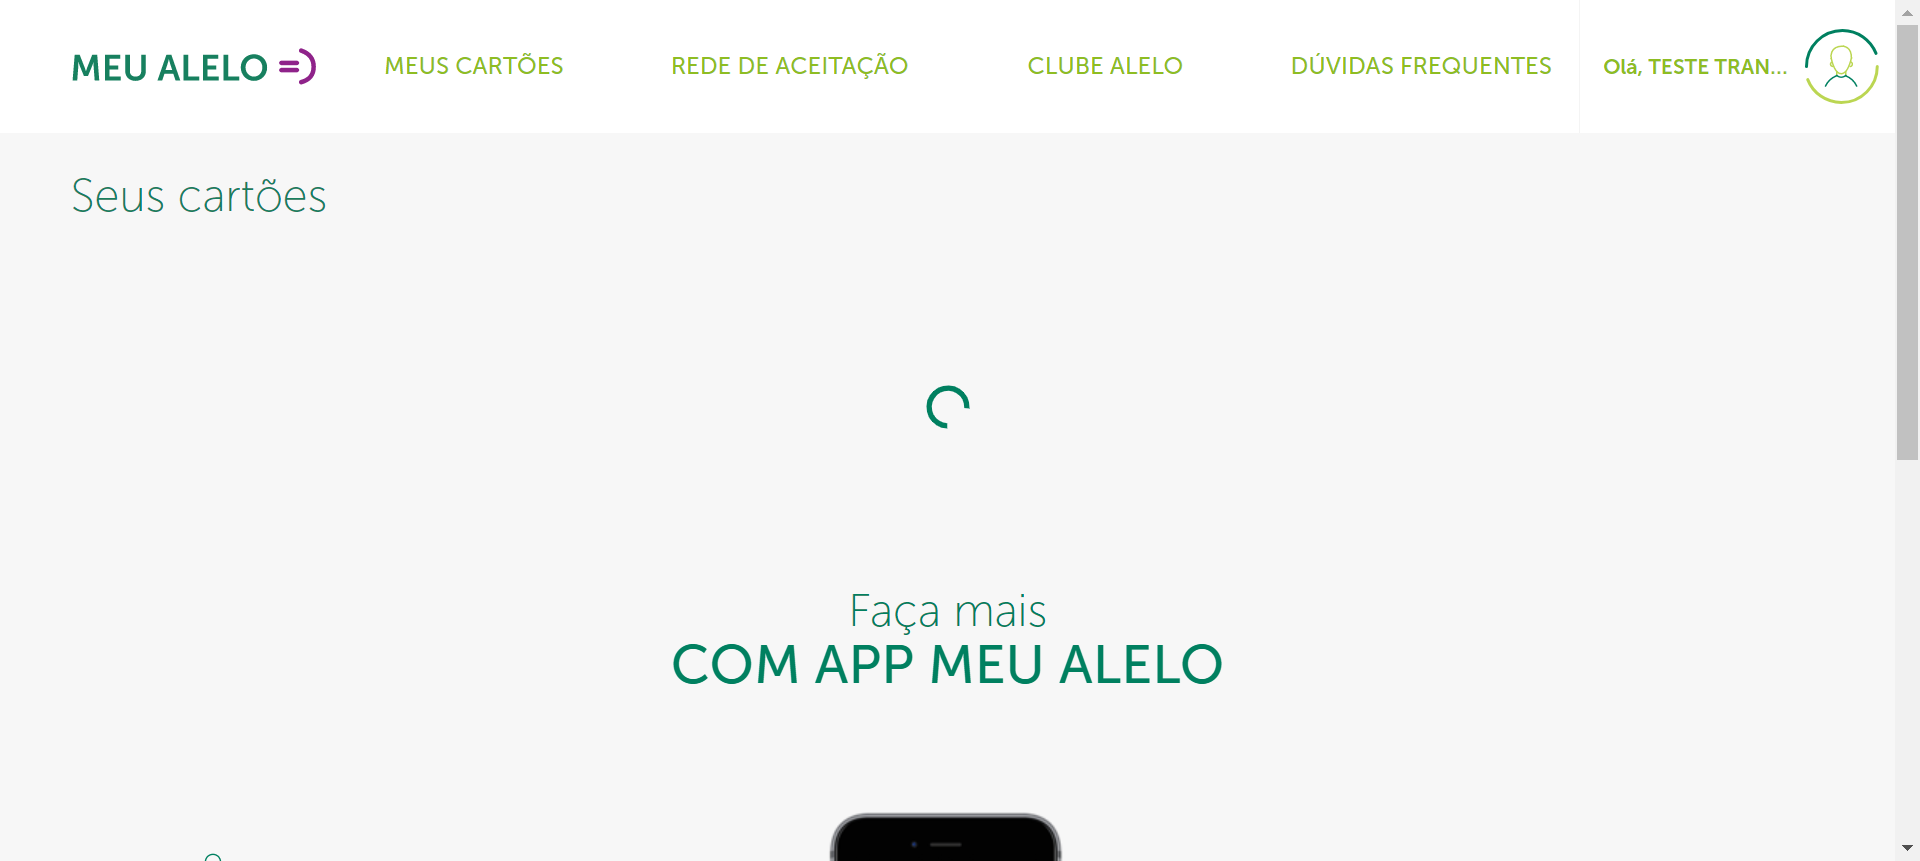 MEU ALELO
MEUS CARTÕES
REDE DE ACEITAÇÃO
CLUBE ALELO
DÚVIDAS FREQUENTES
Olá, TESTE TRAN...
Seus cartões
Faça mais
COM APP MEU ALELO